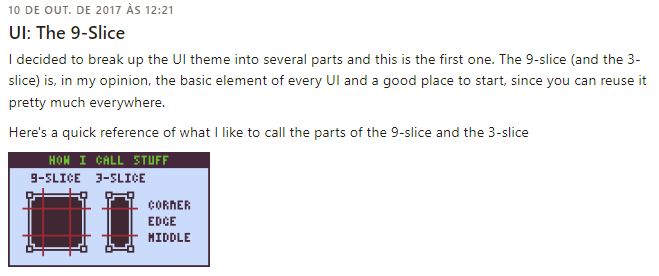 10 DE OUT. DE 2017 ÀS 12:21
UI: The 9-Slice
I decided to break up the UI theme into several parts and this is the first one. The 9-slice (and the 3-
slice) is, in my opinion, the basic element of every UI and a good place to start, since you can reuse it
pretty much everywhere.
Here's a quick reference of what I like to call the parts of the 9-slice and the 3-slice
HOW I CALL STUFF
9-SLICE 3-SLICE
CORNER
EDGE
MIDDLE